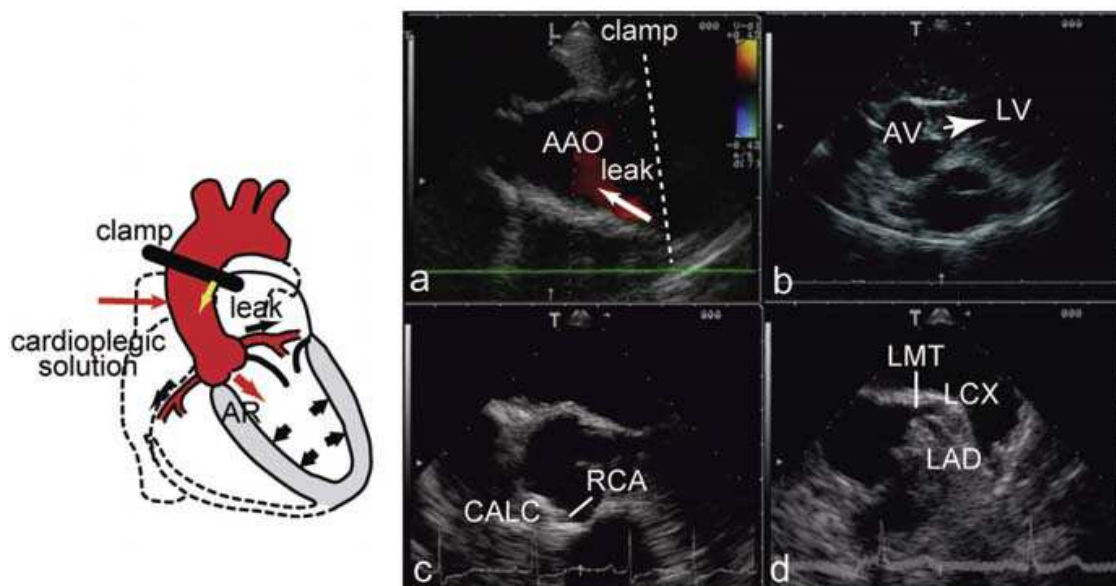 clamp
leak
cardioplegic
solution
AR
L
clamp
AAO
leak
a
T
AV
LV
b
T
RCA
CALC
c
T
LMT
LCX
LAD
d